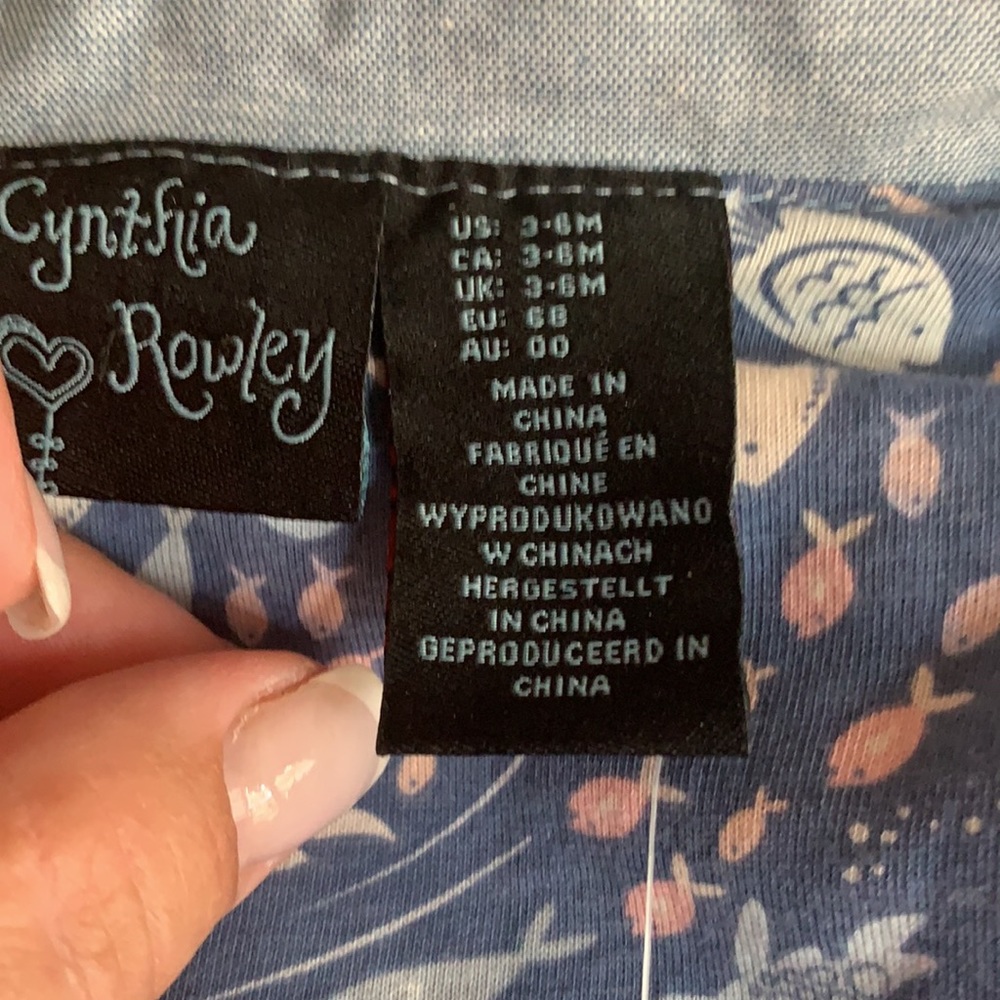 Cynthia
Rowley
US: 3-6M
CA: 3-6M
UK: 3-6M
EU: 68
AU: 00
MADE IN
CHINA
FABRIQUÉ EN
CHINE
WYPRODUKOWANO
W CHINACH
HERGESTELLT
IN CHINA
GEPRODUCEERD IN
CHINA